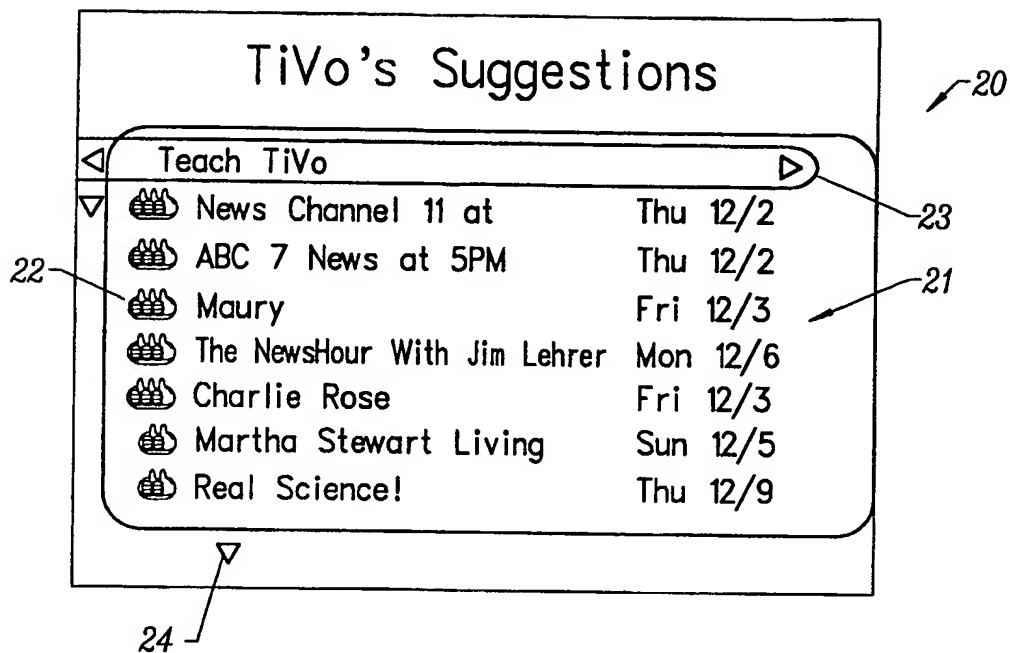 TiVo's Suggestions
20
Teach TiVo
23
News Channel 11 at Thu 12/2
ABC 7 News at 5PM Thu 12/2
22
21
Maury Fri 12/3
The NewsHour With Jim Lehrer Mon 12/6
Charlie Rose Fri 12/3
Martha Stewart Living Sun 12/5
Real Science! Thu 12/9
24